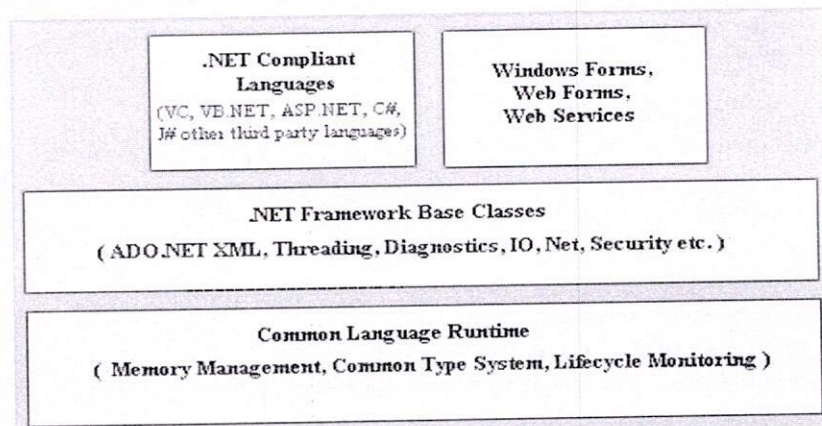 .NET Compliant
Languages
(VC, VB.NET, ASP.NET, C#,
J# other third party languages)
Windows Forms,
Web Forms,
Web Services
.NET Framework Base Classes
( ADO.NET XML, Threading, Diagnostics, IO, Net, Security etc. )
Common Language Runtime
( Memory Management, Common Type System, Lifecycle Monitoring )